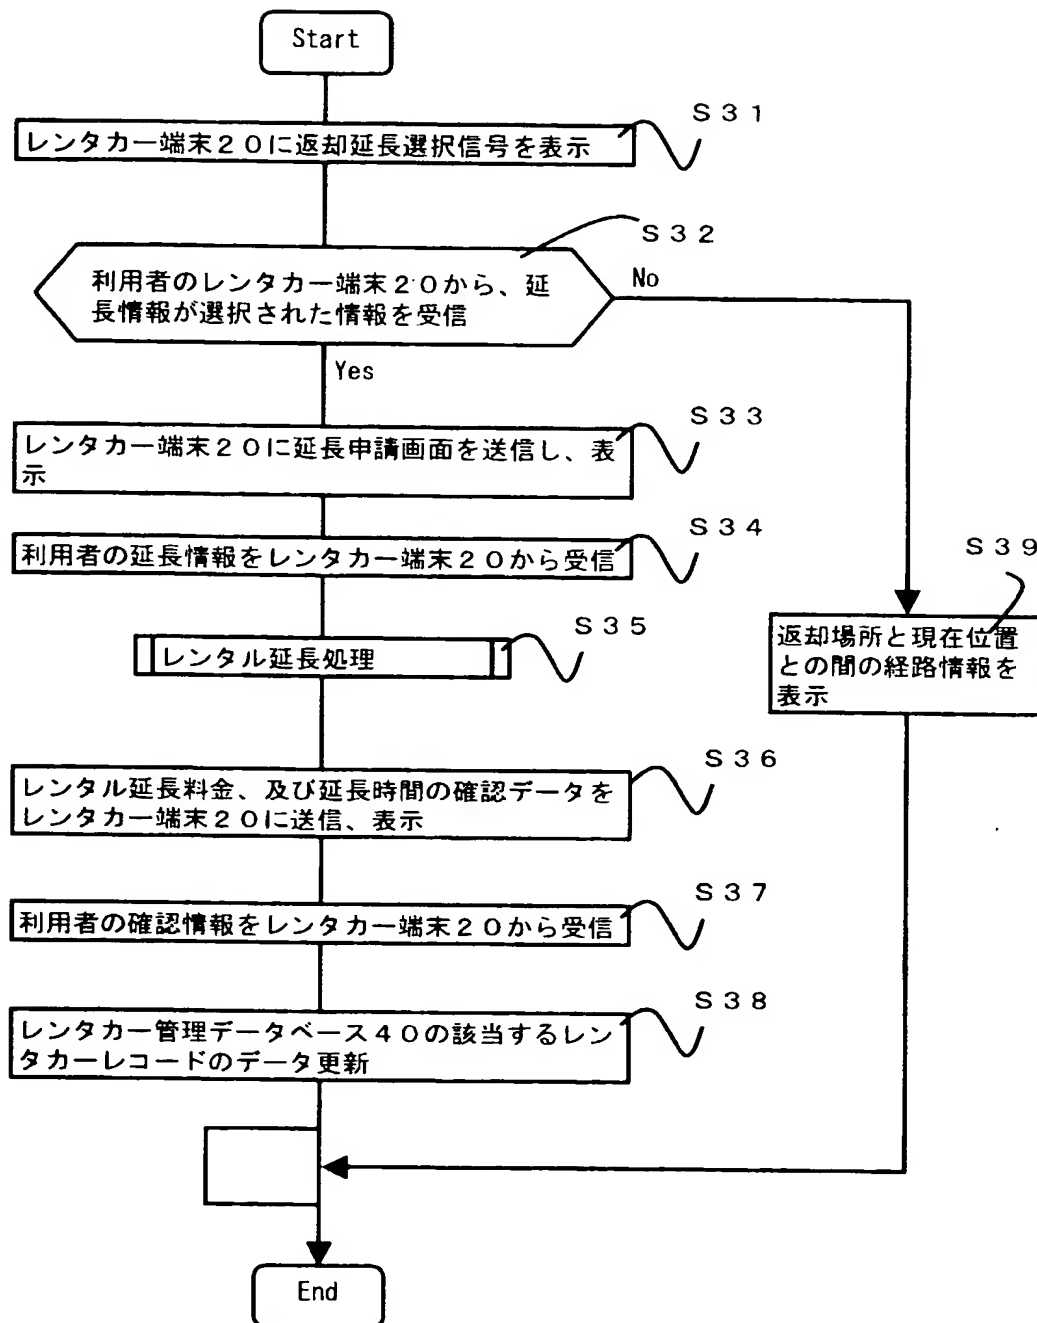 Start
S31
レンタカー端末20に返却延長選択信号を表示
S32
利用者のレンタカー端末20から、延
長情報が選択された情報を受信
No
Yes
S33
レンタカー端末20に延長申請画面を送信し、表
示
S34
利用者の延長情報をレンタカー端末20から受信
S39
返却場所と現在位置
との間の経路情報を
表示
S35
レンタル延長処理
S36
レンタル延長料金、及び延長時間の確認データを
レンタカー端末20に送信、表示
S37
利用者の確認情報をレンタカー端末20から受信
S38
レンタカー管理データベース40の該当するレン
タカーレコードのデータ更新
End